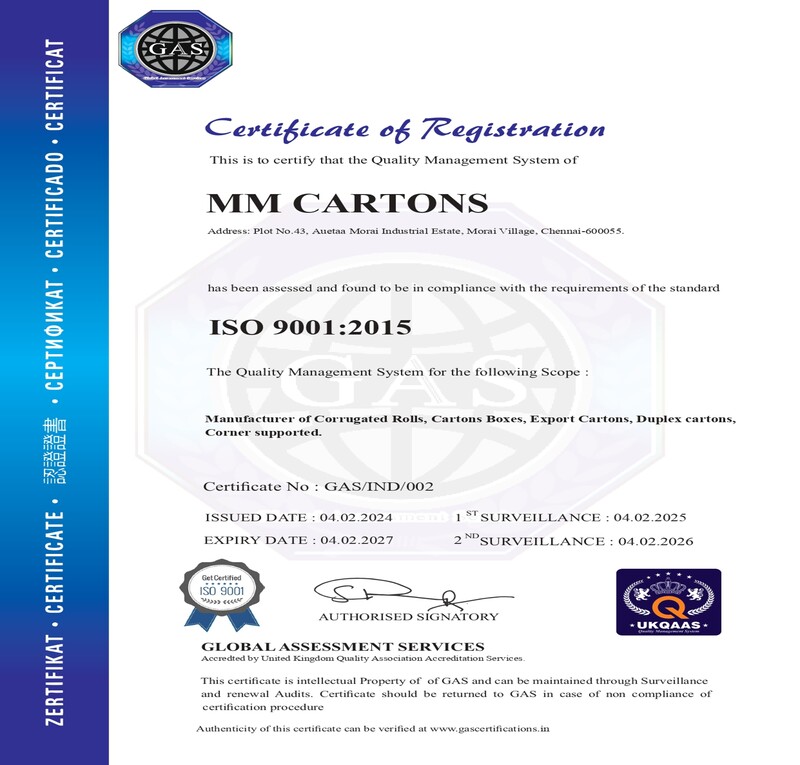 ZERTIFIKAT • CERTIFICATE • 認證證書 • СЕРТИФИКАТ • CERTIFICADO • CERTIFICAT
GAS
Certificate of Registration
This is to certify that the Quality Management System of
MM CARTONS
Address: Plot No.43, Auetaa Morai Industrial Estate, Morai Village, Chennai-600055.
has been assessed and found to be in compliance with the requirements of the standard
ISO 9001:2015
The Quality Management System for the following Scope :
Manufacturer of Corrugated Rolls, Cartons Boxes, Export Cartons, Duplex cartons,
Corner supported.
Certificate No : GAS/IND/002
ISSUED DATE : 04.02.2024 1 ST SURVEILLANCE : 04.02.2025
EXPIRY DATE : 04.02.2027 2 ND SURVEILLANCE : 04.02.2026
Get Certified
ISO 9001
AUTHORISED SIGNATORY
UKQAAS
Quality Management System
GLOBAL ASSESSMENT SERVICES
Accredted by United Kingdom Quality Association Accreditation Services.
This certificate is intellectual Property of of GAS and can be maintained through Surveillance
and renewal Audits. Certificate should be returned to GAS in case of non compliance of
certification procedure
Authenticity of this certificate can be verified at www.gascertifications.in